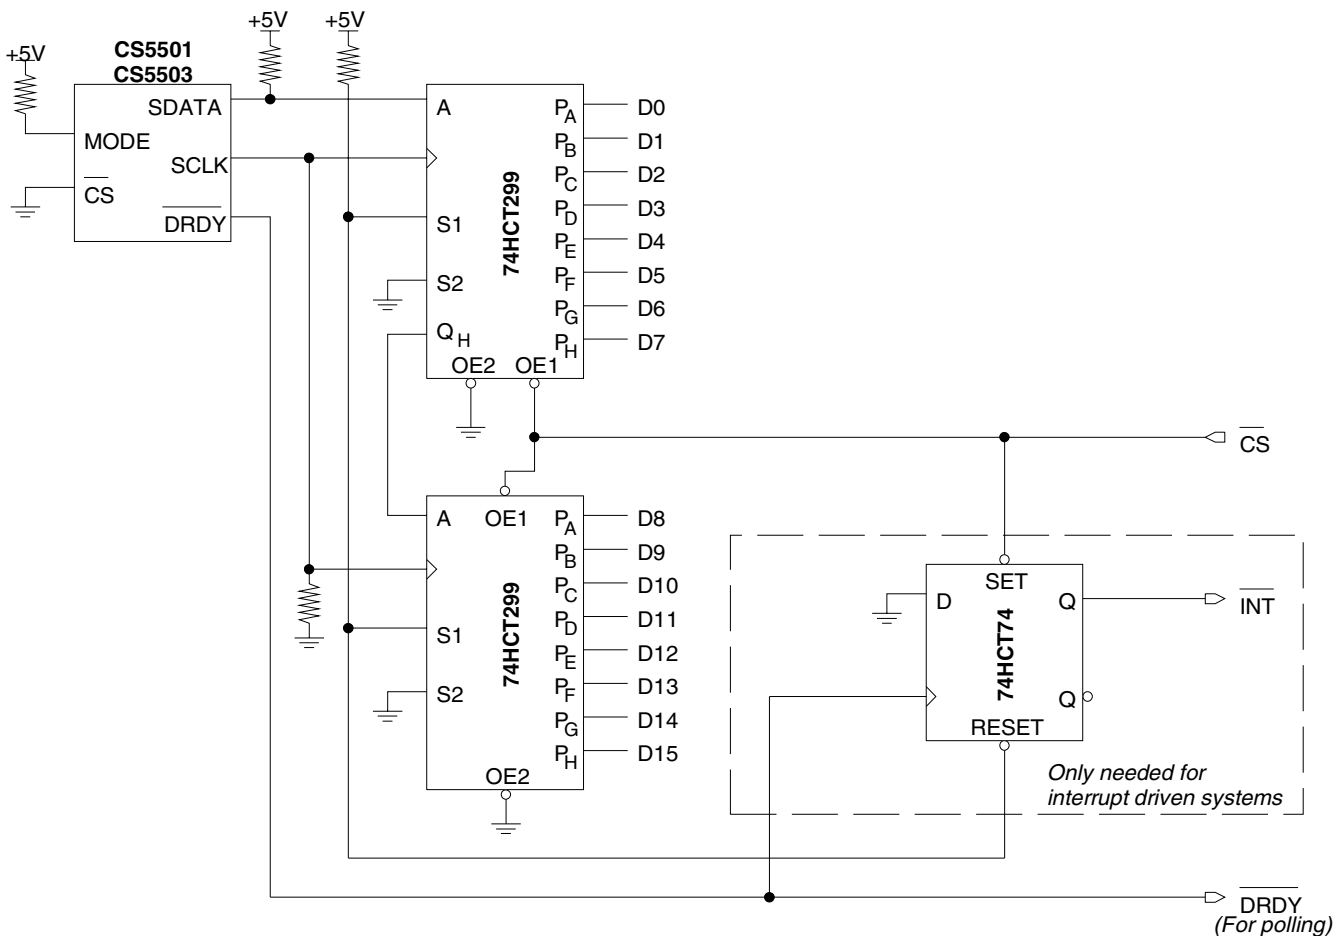 +5V
+5V
+5V
CS5501
CS5503
SDATA
MODE
SCLK
CS
DRDY
A
S1
S2
QH
OE2 OE1
74HCT299
PA D0
PB D1
PC D2
PD D3
PE D4
PF D5
PG D6
PH D7
CS
A
OE1
S1
S2
OE2
74HCT299
PA D8
PB D9
PC D10
PD D11
PE D12
PF D13
PG D14
PH D15
SET
D
Q
INT
74HCT74
Q
RESET
Only needed for
interrupt driven systems
DRDY
(For polling)